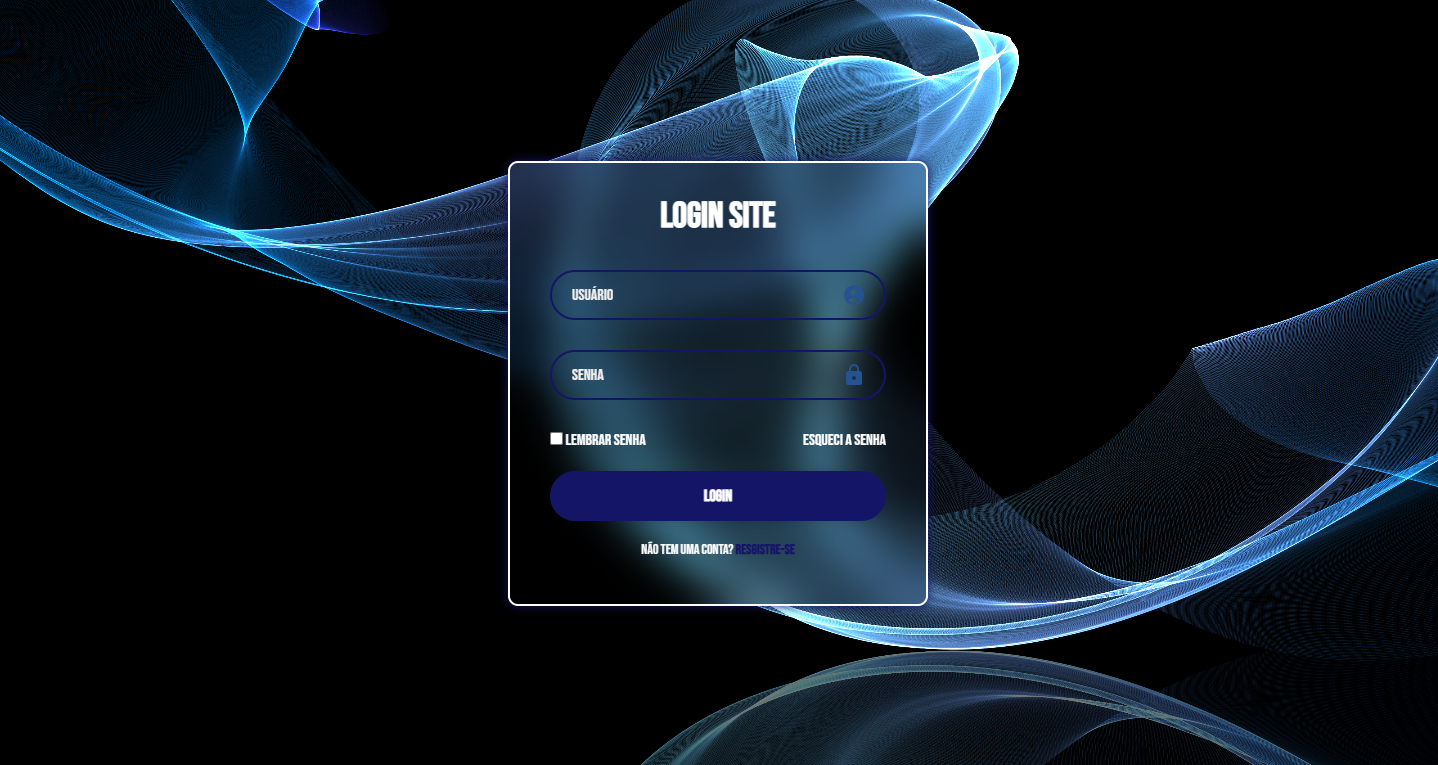 LOGIN SITE
USUÁRIO
SENHA
LEMBRAR SENHA ESQUECI A SENHA
LOGIN
NÃO TEM UMA CONTA? RESGISTRE-SE